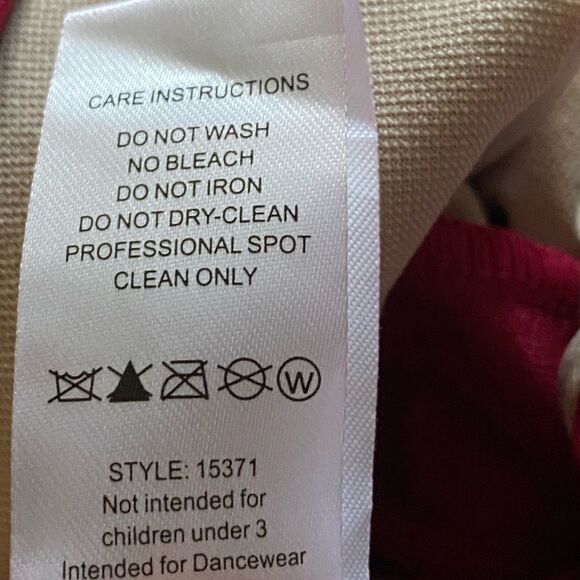 CARE INSTRUCTIONS
DO NOT WASH
NO BLEACH
DO NOT IRON
DO NOT DRY-CLEAN
PROFESSIONAL SPOT
CLEAN ONLY
W
STYLE: 15371
Not intended for
children under 3
Intended for Dancewear